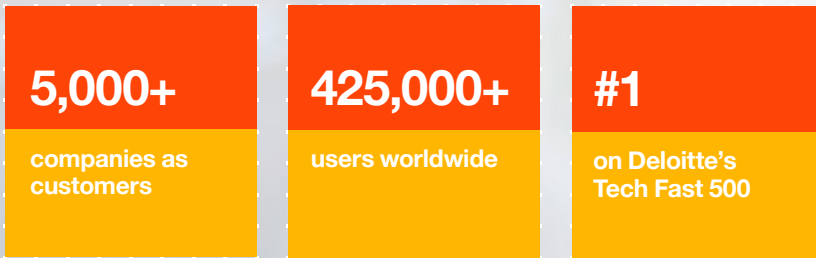 5,000+
companies as
customers
425,000+
users worldwide
#1
on Deloitte's
Tech Fast 500